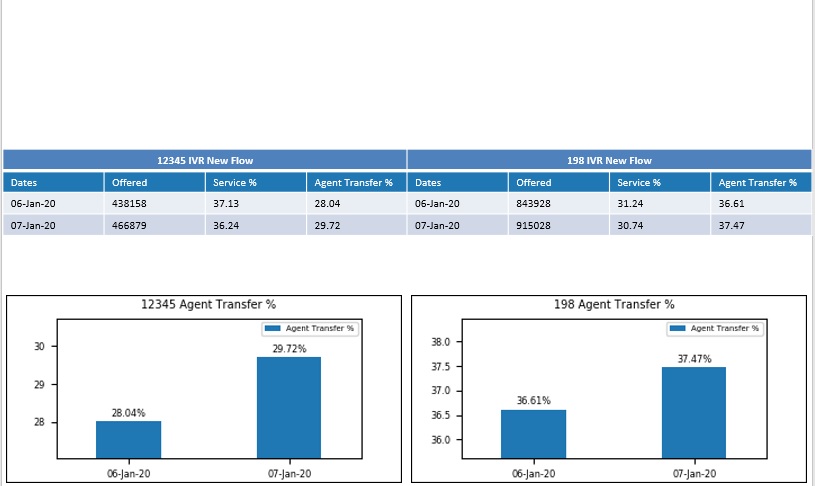 12345 IVR New Flow 198 IVR New Flow
Dates Offered Service % Agent Transfer % Dates Offered Service % Agent Transfer %
06-Jan-20 438158 37.13 28.04 06-Jan-20 843928 31.24 36.61
07-Jan-20 466879 36.24 29.72 07-Jan-20 915028 30.74 37.47
12345 Agent Transfer %
Agent Transfer %
30
29
28
29.72%
28.04%
06-Jan-20 07-Jan-20
198 Agent Transfer %
Agent Transfer %
38.0
37.5
37.0
36.5
36.0
37.47%
36.61%
06-Jan-20 07-Jan-20